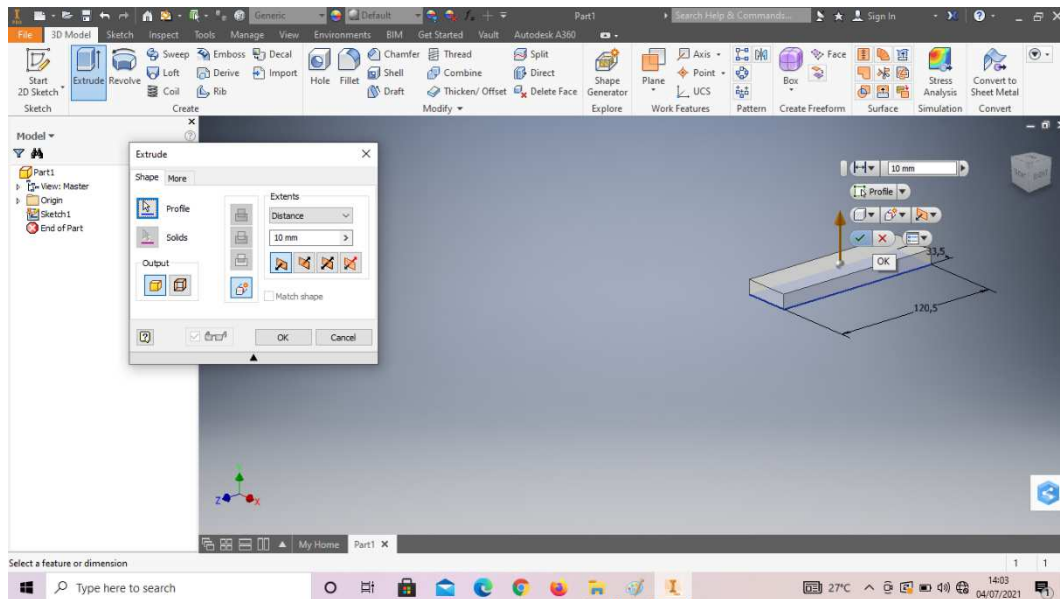 PRO Generic Default Part1 Search Help & Commands... Sign In
File 3D Model Sketch Inspect Tools Manage View Environments BIM Get Started Vault Autodesk A360
Start 2D Sketch Extrude Revolve Sweep Emboss Decal Hole Fillet Chamfer Thread Split Shape Generator Plane Axis Box Face Stress Analysis Convert to Sheet Metal
Loft Derive Import Shell Combine Direct Point
Coil Rib Draft Thicken/ Offset Delete Face UCS
Sketch Create Modify Explore Work Features Pattern Create Freeform Surface Simulation Convert
Model
Part1
View: Master
Origin
Sketch1
End of Part
Extrude
Shape More
Profile
Solids
Output
Extents
Distance
10 mm
Match shape
OK Cancel
10 mm
Profile
OK
33,5
120,5
Y
Z X
My Home Part1
Select a feature or dimension 1 1
Type here to search 27°C 14:03
04/07/2021